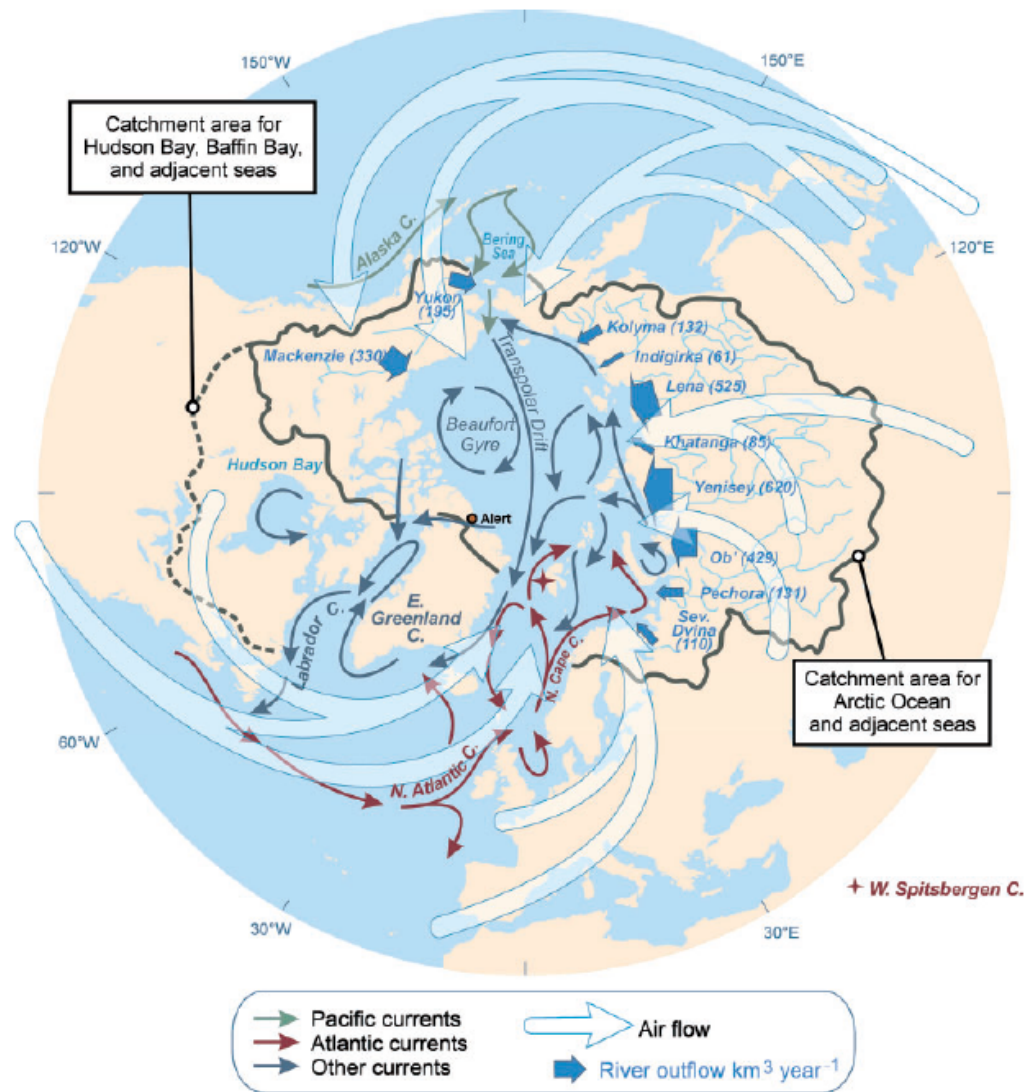 150°W
150°E
Catchment area for
Hudson Bay, Baffin Bay,
and adjacent seas
120°W
120°E
Alaska C.
Bering
Sea
Yukon
(195)
Kolyma (132)
Mackenzie (330)
Indigirka (61)
Transpolar Drift
Lena (525)
Beaufort
Gyre
Khatanga (85)
Hudson Bay
Yenisey (620)
Alert
Ob' (429)
Pechora (131)
E.
Greenland
C.
Sev.
Dvina
(110)
Labrador C.
N. Cape C.
Catchment area for
Arctic Ocean
and adjacent seas
60°W
N. Atlantic C.
W. Spitsbergen C.
30°W
30°E
Pacific currents
Atlantic currents
Other currents
Air flow
River outflow km³ year⁻¹